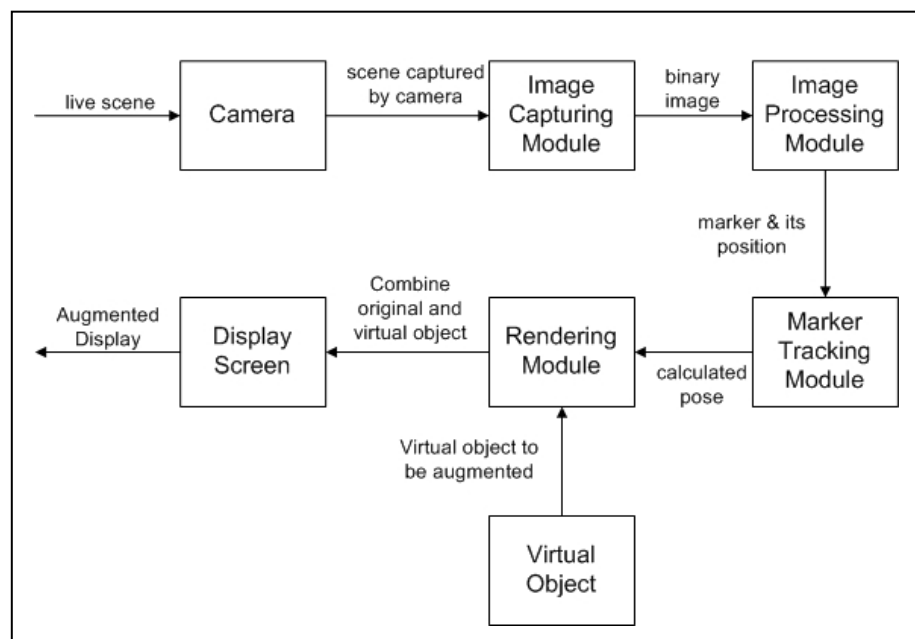 live scene
Camera
scene captured
by camera
Image
Capturing
Module
binary
image
Image
Processing
Module
marker & its
position
Marker
Tracking
Module
calculated
pose
Rendering
Module
Combine
original and
virtual object
Display
Screen
Augmented
Display
Virtual object to
be augmented
Virtual
Object